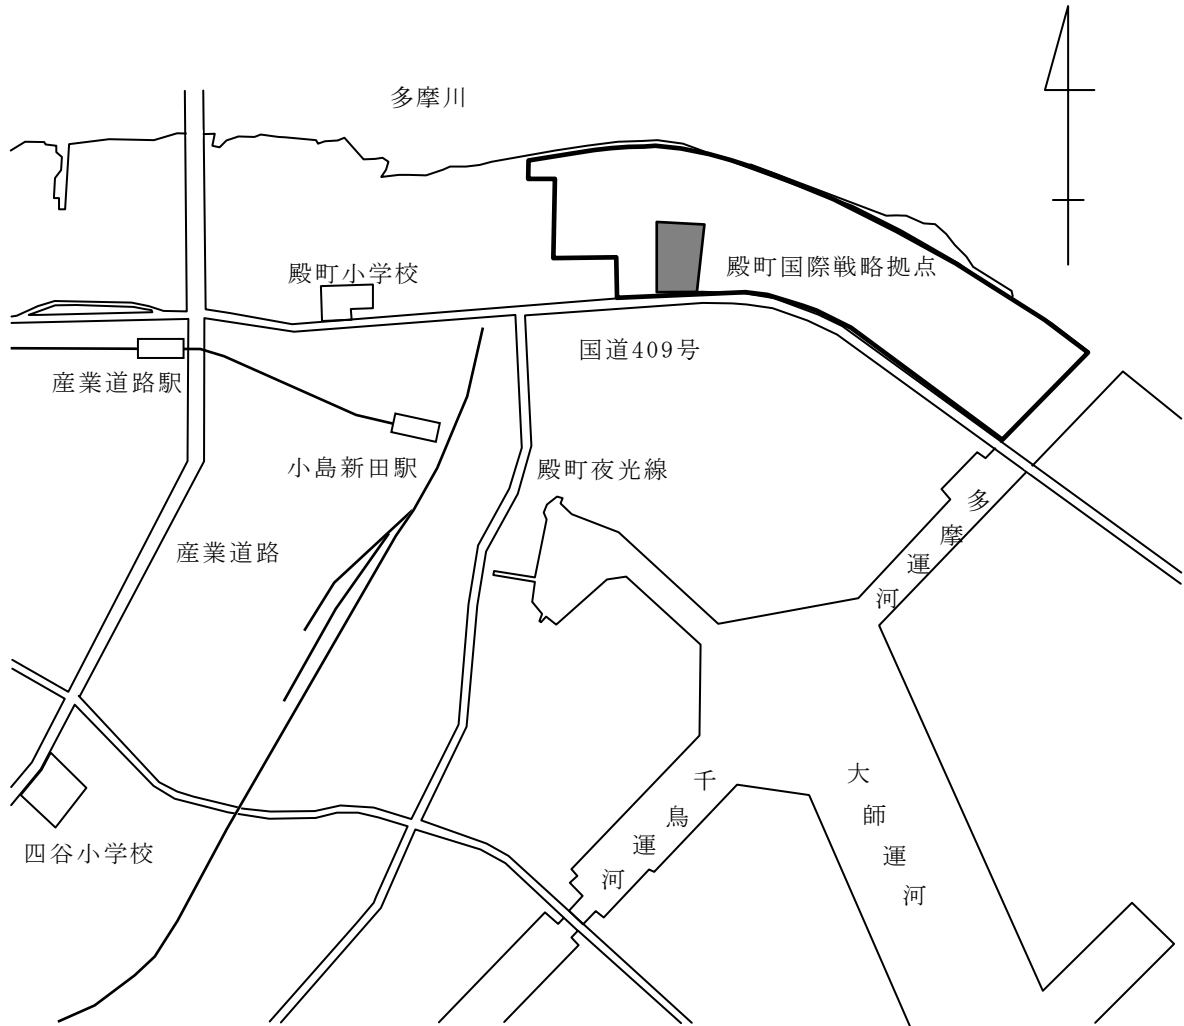 多摩川
殿町小学校
殿町国際戦略拠点
国道409号
産業道路駅
小島新田駅
殿町夜光線
多摩運河
産業道路
千鳥運河
大師運河
四谷小学校